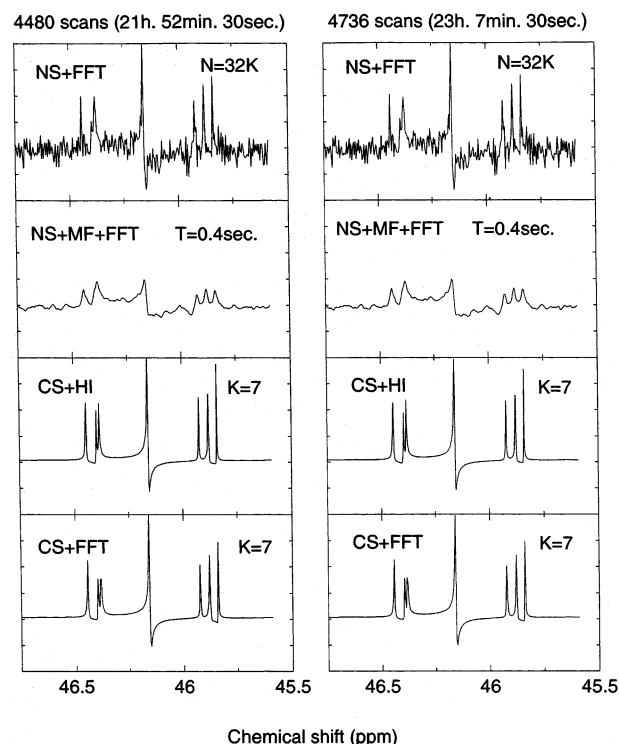 4480 scans (21h. 52min. 30sec.)
4736 scans (23h. 7min. 30sec.)
NS+FFT N=32K
NS+FFT N=32K
NS+MF+FFT T=0.4sec.
NS+MF+FFT T=0.4sec.
CS+HI K=7
CS+HI K=7
CS+FFT K=7
CS+FFT K=7
46.5 46 45.5
46.5 46 45.5
Chemical shift (ppm)